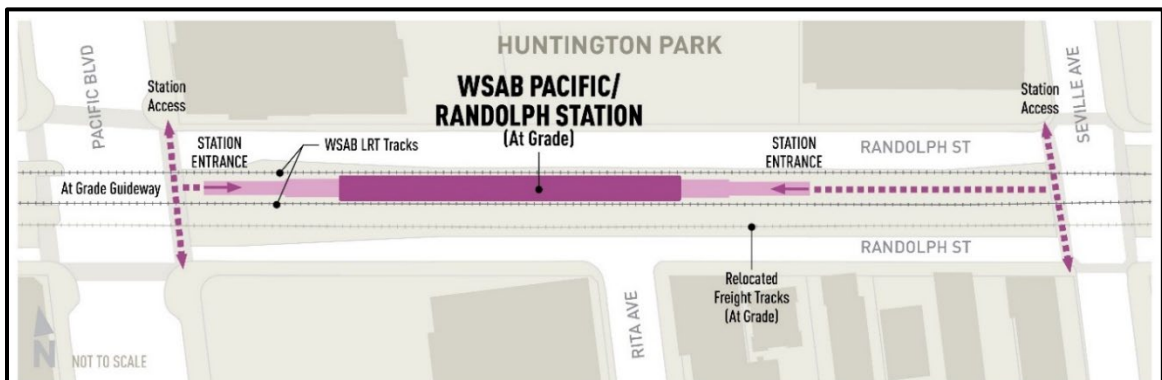 HUNTINGTON PARK
PACIFIC BLVD
Station
Access
WSAB PACIFIC/
RANDOLPH STATION
(At Grade)
Station
Access
SEVILLE AVE
STATION
ENTRANCE
WSAB LRT Tracks
STATION
ENTRANCE
RANDOLPH ST
At Grade Guideway
RANDOLPH ST
RITA AVE
Relocated
Freight Tracks
(At Grade)
N
NOT TO SCALE